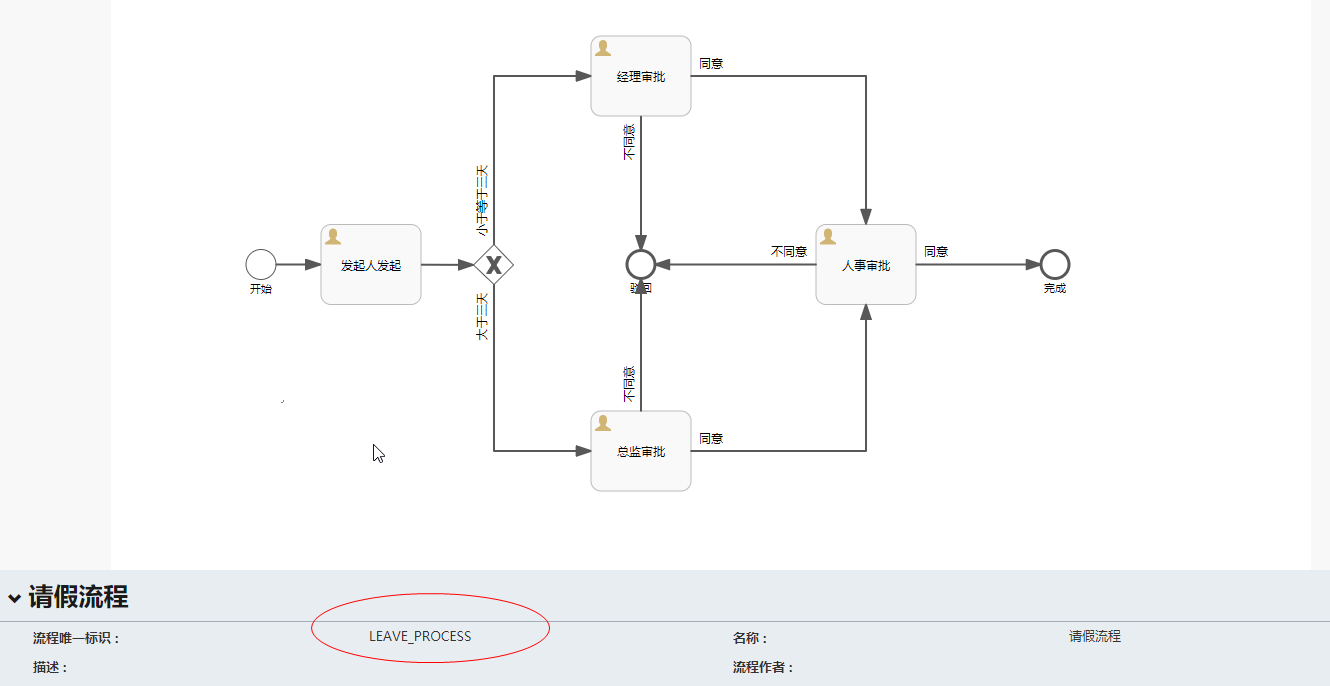 经理审批
同意
不同意
小于等于三天
发起人发起
开始
大于三天
不同意
人事审批
同意
驳回
完成
不同意
总监审批
同意
请假流程
流程唯一标识：
LEAVE_PROCESS
名称：
请假流程
描述：
流程作者：